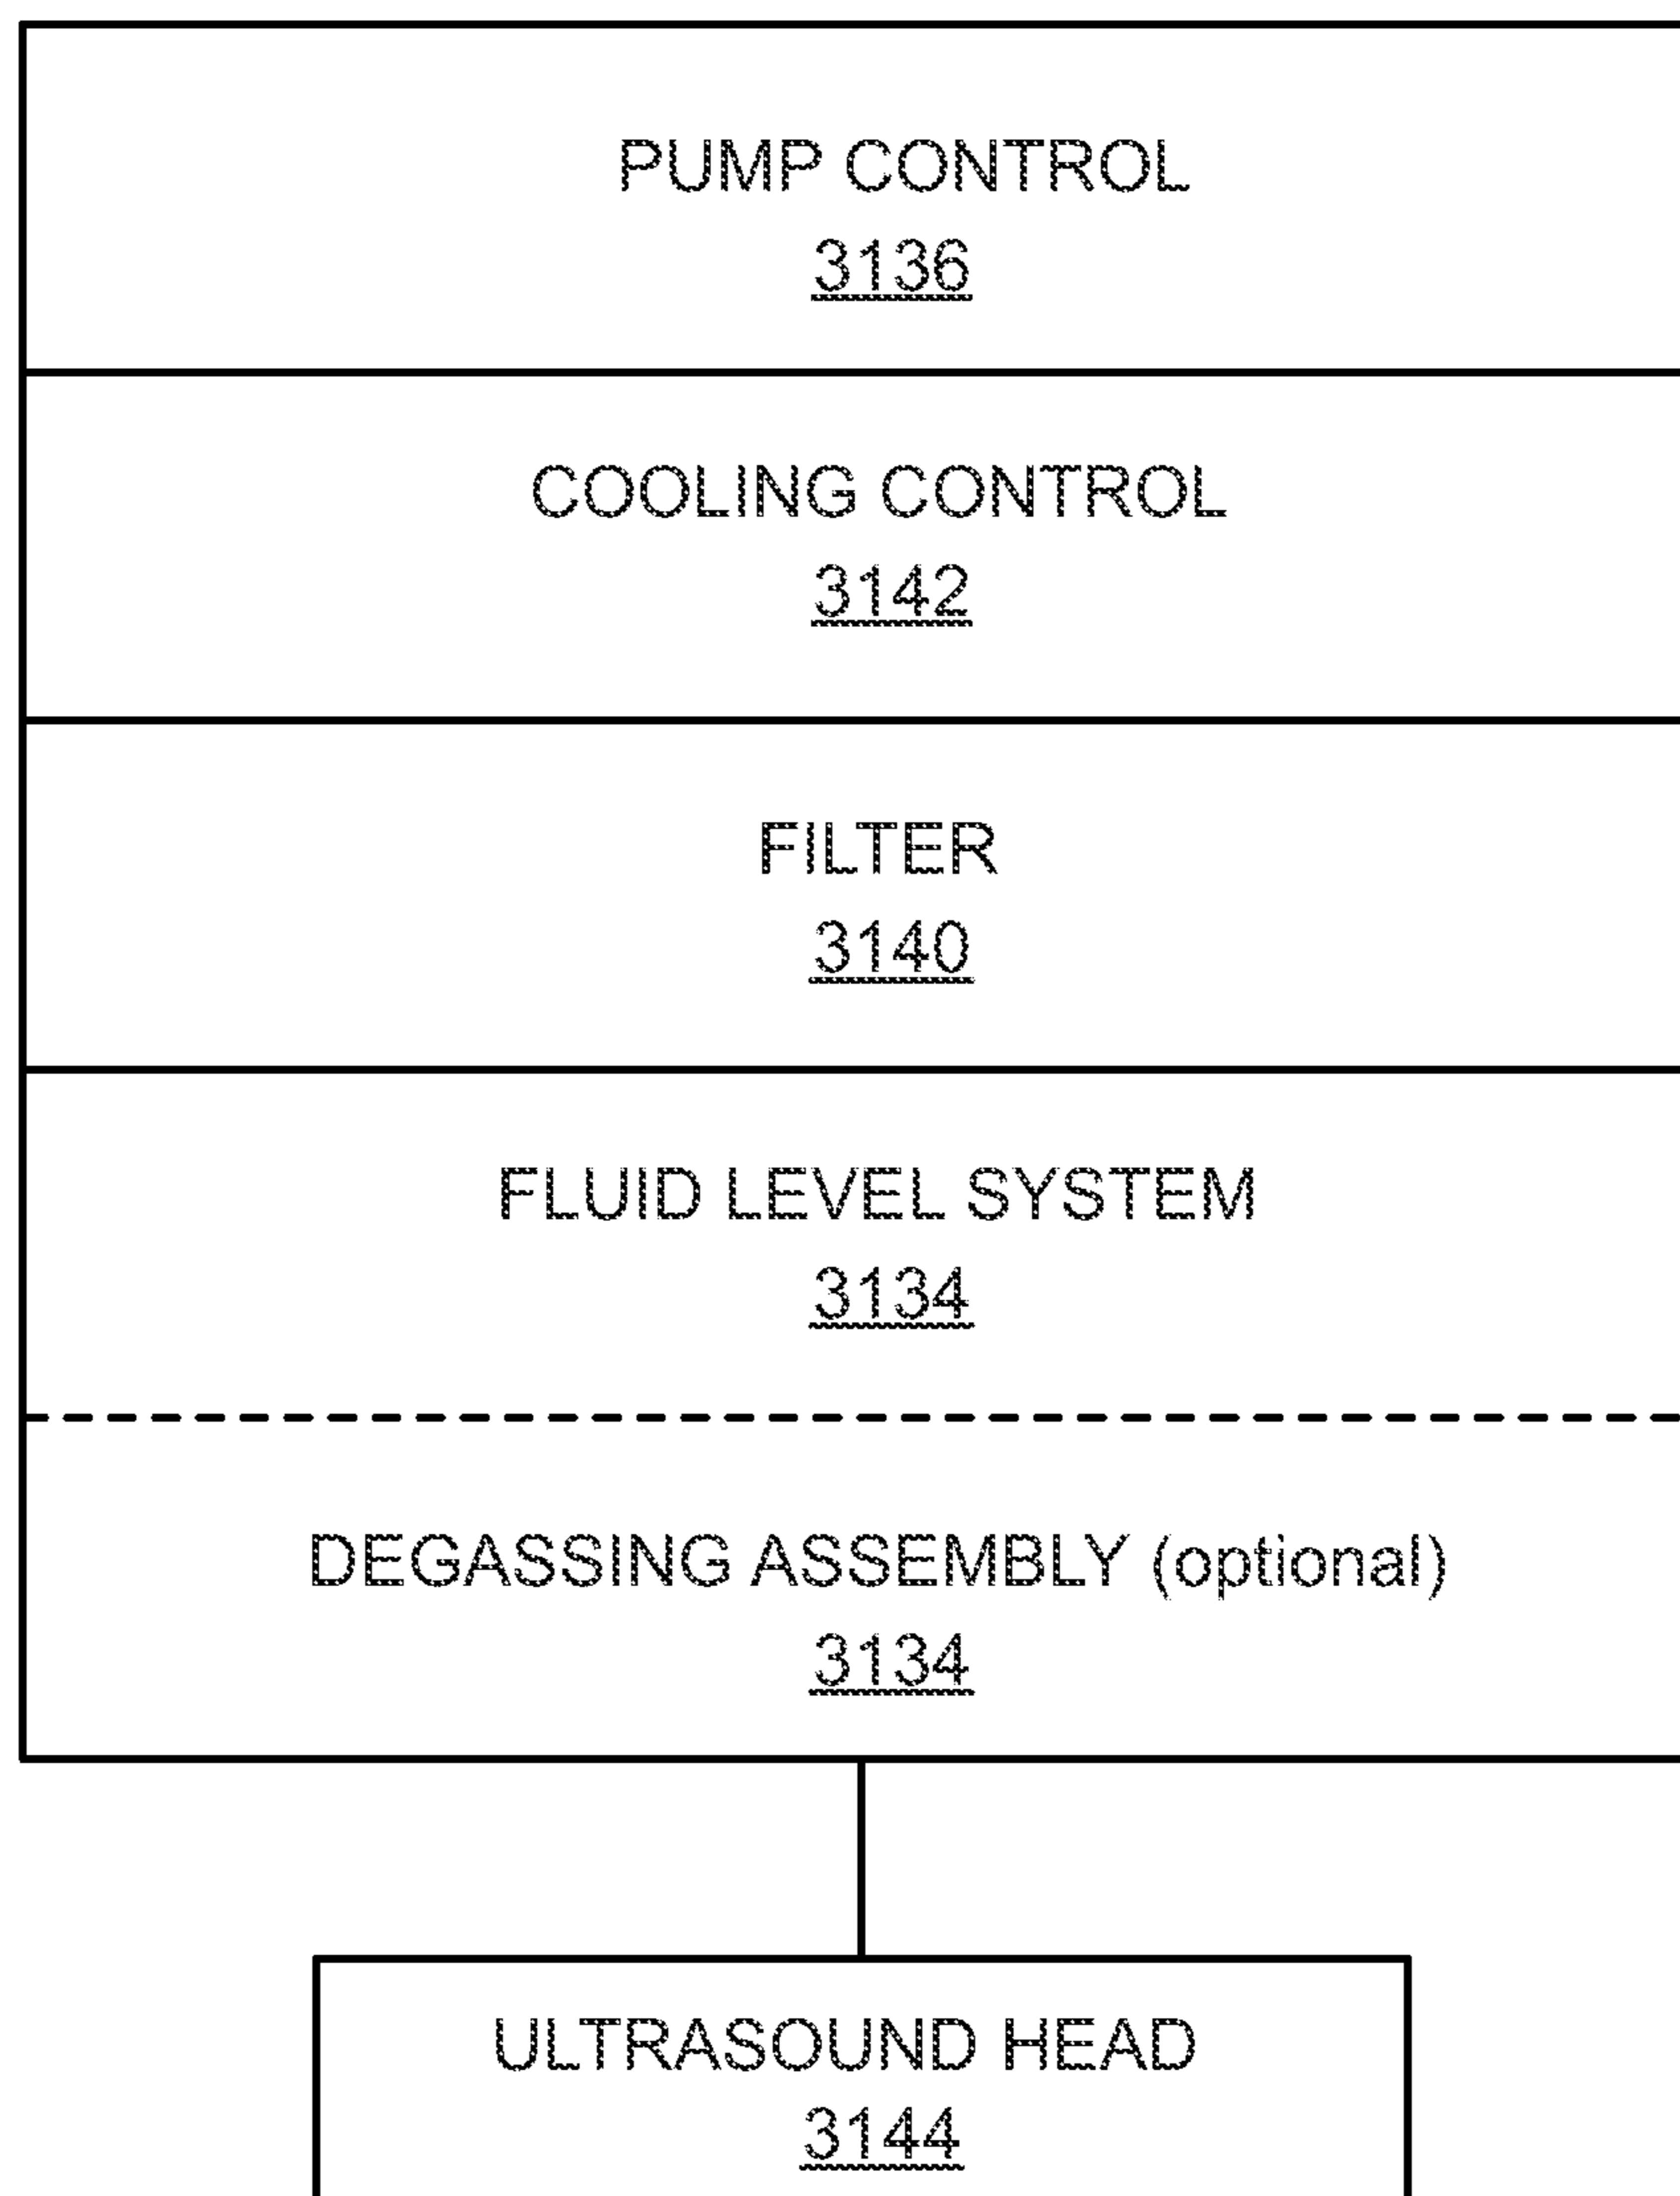 PUMP CONTROL
3136
COOLING CONTROL
3142
FILTER
3140
FLUID LEVEL SYSTEM
3134
DEGASSING ASSEMBLY (optional)
3134
ULTRASOUND HEAD
3144